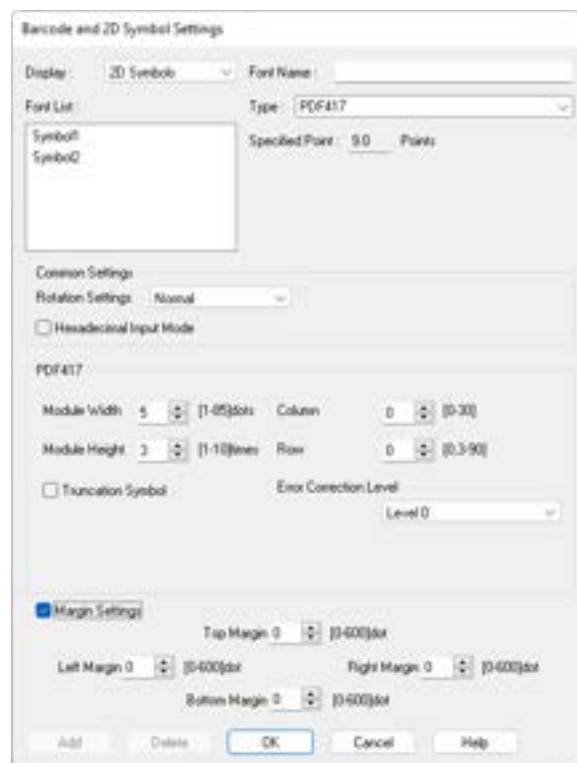 Barcode and 2D Symbol Settings
Display : 2D Symbols Font Name :
Font List : Type : PDF417
Symbol1
Symbol2
Specified Point : 9.0 Points
Common Settings
Rotation Settings Normal
Hexadecimal Input Mode
PDF417
Module Width 5 [1-85]dots Column 0 [0-30]
Module Height 3 [1-10]times Row 0 [0,3-90]
Truncation Symbol Error Correction Level
Level 0
Margin Settings
Top Margin 0 [0-600]dot
Left Margin 0 [0-600]dot Right Margin 0 [0-600]dot
Bottom Margin 0 [0-600]dot
Add Delete OK Cancel Help